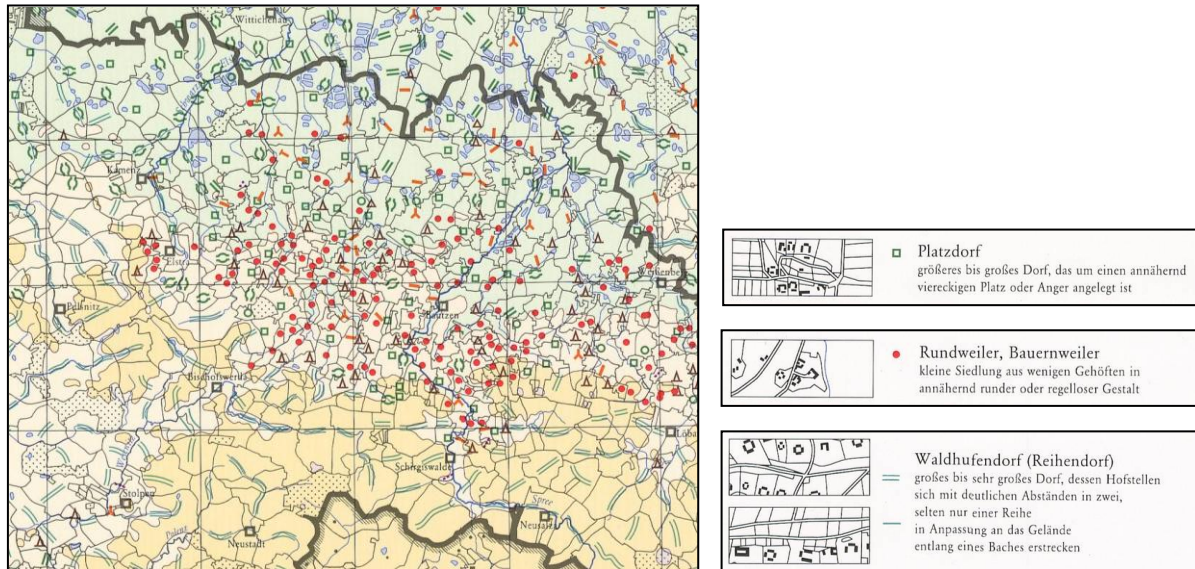 Wittichenau
Kamenz
Elstra
Pulsnitz
Weißenberg
Bautzen
Bischofswerda
Löbau
Schirgiswalde
Stolpen
Spree
Neustadt
Polenz
Platzdorf
größeres bis großes Dorf, das um einen annähernd
viereckigen Platz oder Anger angelegt ist
Rundweiler, Bauernweiler
kleine Siedlung aus wenigen Gehöften in
annähernd runder oder regelloser Gestalt
Waldhufendorf (Reihendorf)
großes bis sehr großes Dorf, dessen Hofstellen
sich mit deutlichen Abständen in zwei,
selten nur einer Reihe
in Anpassung an das Gelände
entlang eines Baches erstrecken